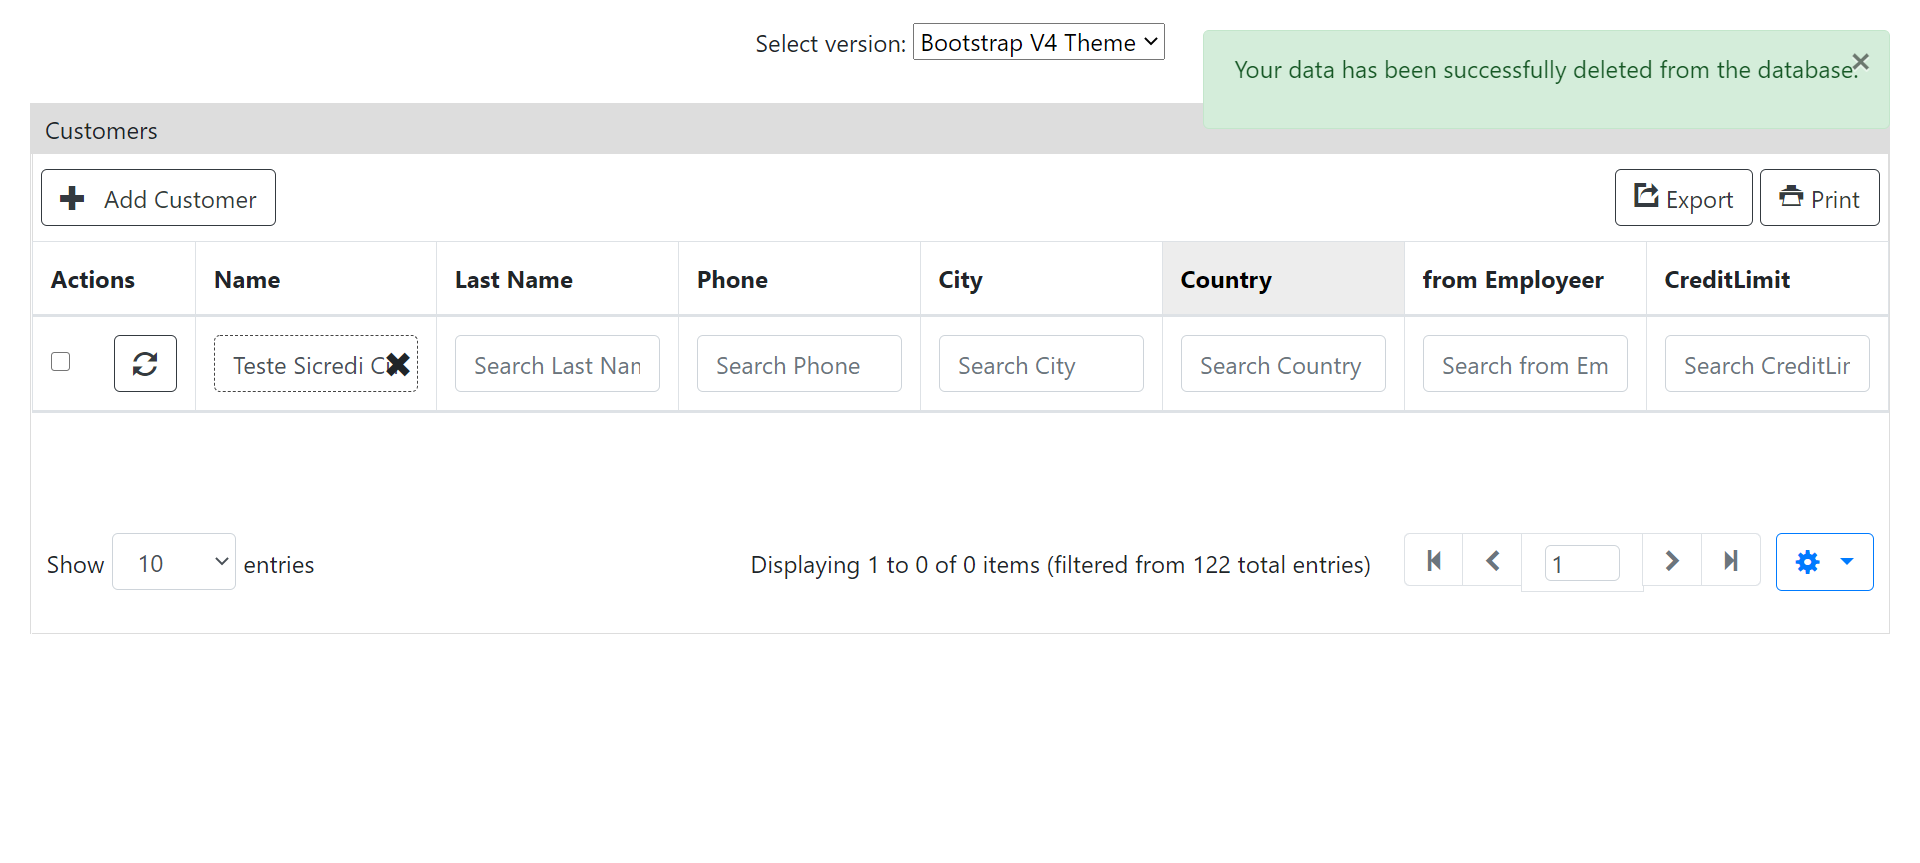 Select version: Bootstrap V4 Theme
Your data has been successfully deleted from the database.
Customers
Add Customer
Export Print
Actions Name Last Name Phone City Country from Employeer CreditLimit
Teste Sicredi Search Last Nan Search Phone Search City Search Country Search from Em Search CreditLir
Show 10 entries Displaying 1 to 0 of 0 items (filtered from 122 total entries) 1